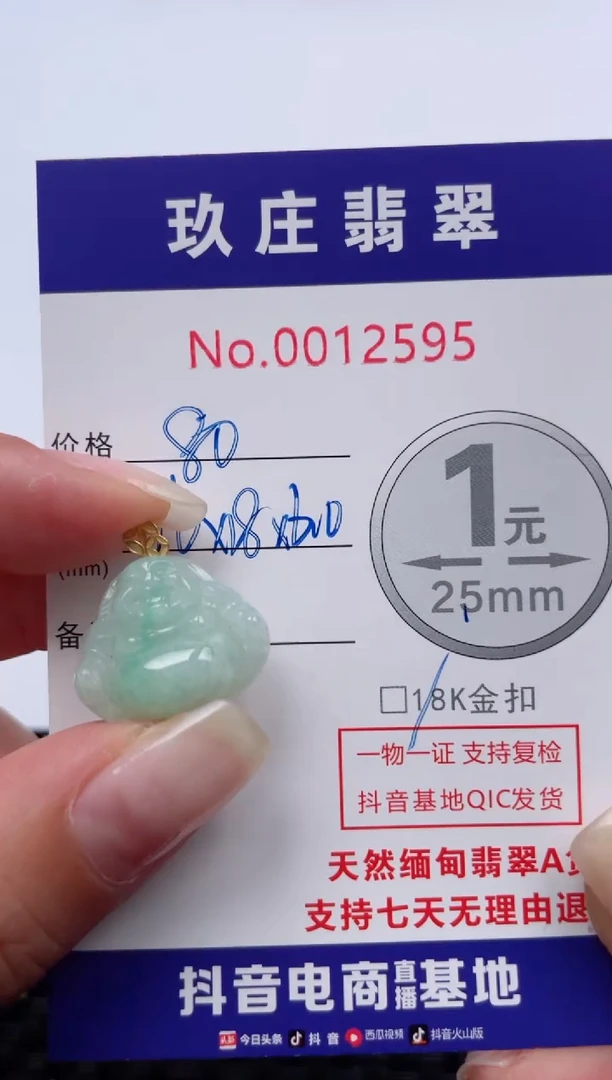 玖庄翡翠
No.0012595
价格 80
(mm)
备
1元
25mm
□18K金扣
一物一证 支持复检
抖音基地QIC发货
天然缅甸翡翠A
支持七天无理由退
抖音电商直播基地
今日头条 抖音 西瓜视频 抖音火山版